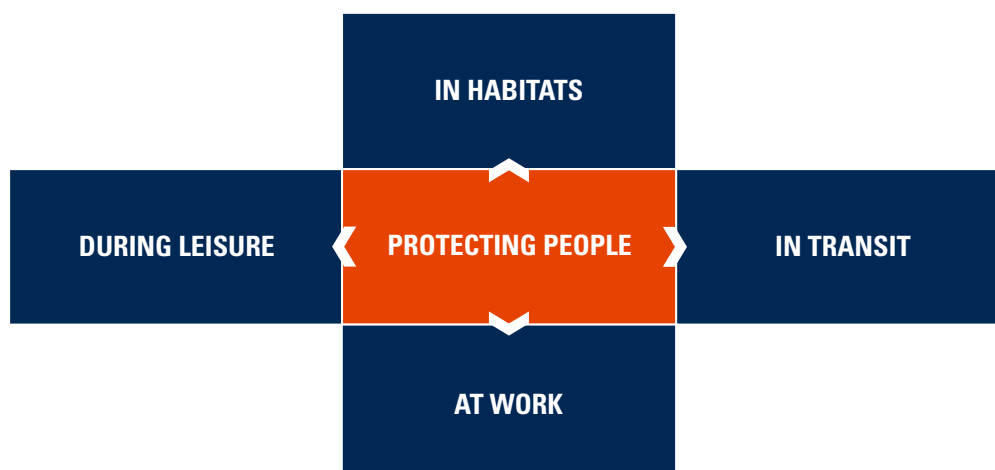 IN HABITATS
DURING LEISURE
PROTECTING PEOPLE
IN TRANSIT
AT WORK